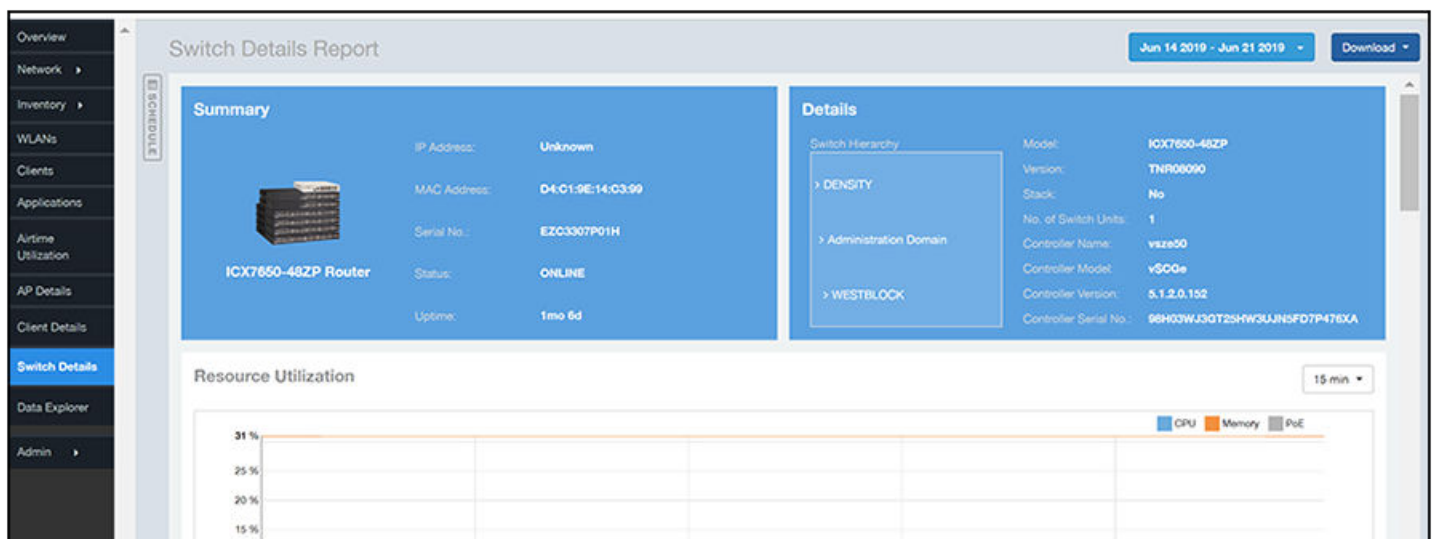 Overview
Network
Inventory
WLANs
Clients
Applications
Airtime
Utilization
AP Details
Client Details
Switch Details
Data Explorer
Admin
SCHEDULE
Switch Details Report
Jun 14 2019 - Jun 21 2019
Download
Summary
ICX7650-48ZP Router
IP Address: Unknown
MAC Address: D4:C1:9E:14:C3:99
Serial No.: EZC3307P01H
Status: ONLINE
Uptime: 1mo 6d
Details
Switch Hierarchy
> DENSITY
> Administration Domain
> WESTBLOCK
Model: ICX7650-48ZP
Version: TNR08090
Stack: No
No. of Switch Units: 1
Controller Name: vsze50
Controller Model: vSCGe
Controller Version: 5.1.2.0.152
Controller Serial No.: 98H03WJ3GT25HW3UJN5FD7P476XA
Resource Utilization
15 min
CPU Memory PoE
31 %
25 %
20 %
15 %